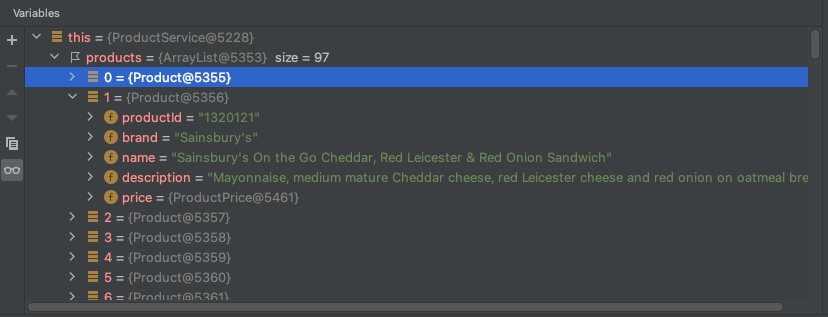 Variables
this = {ProductService@5228}
products = {ArrayList@5353} size = 97
0 = {Product@5355}
1 = {Product@5356}
f productId = "1320121"
f brand = "Sainsbury's"
f name = "Sainsbury's On the Go Cheddar, Red Leicester & Red Onion Sandwich"
f description = "Mayonnaise, medium mature Cheddar cheese, red Leicester cheese and red onion on oatmeal bre
f price = {ProductPrice@5461}
2 = {Product@5357}
3 = {Product@5358}
4 = {Product@5359}
5 = {Product@5360}
6 = {Product@5361}